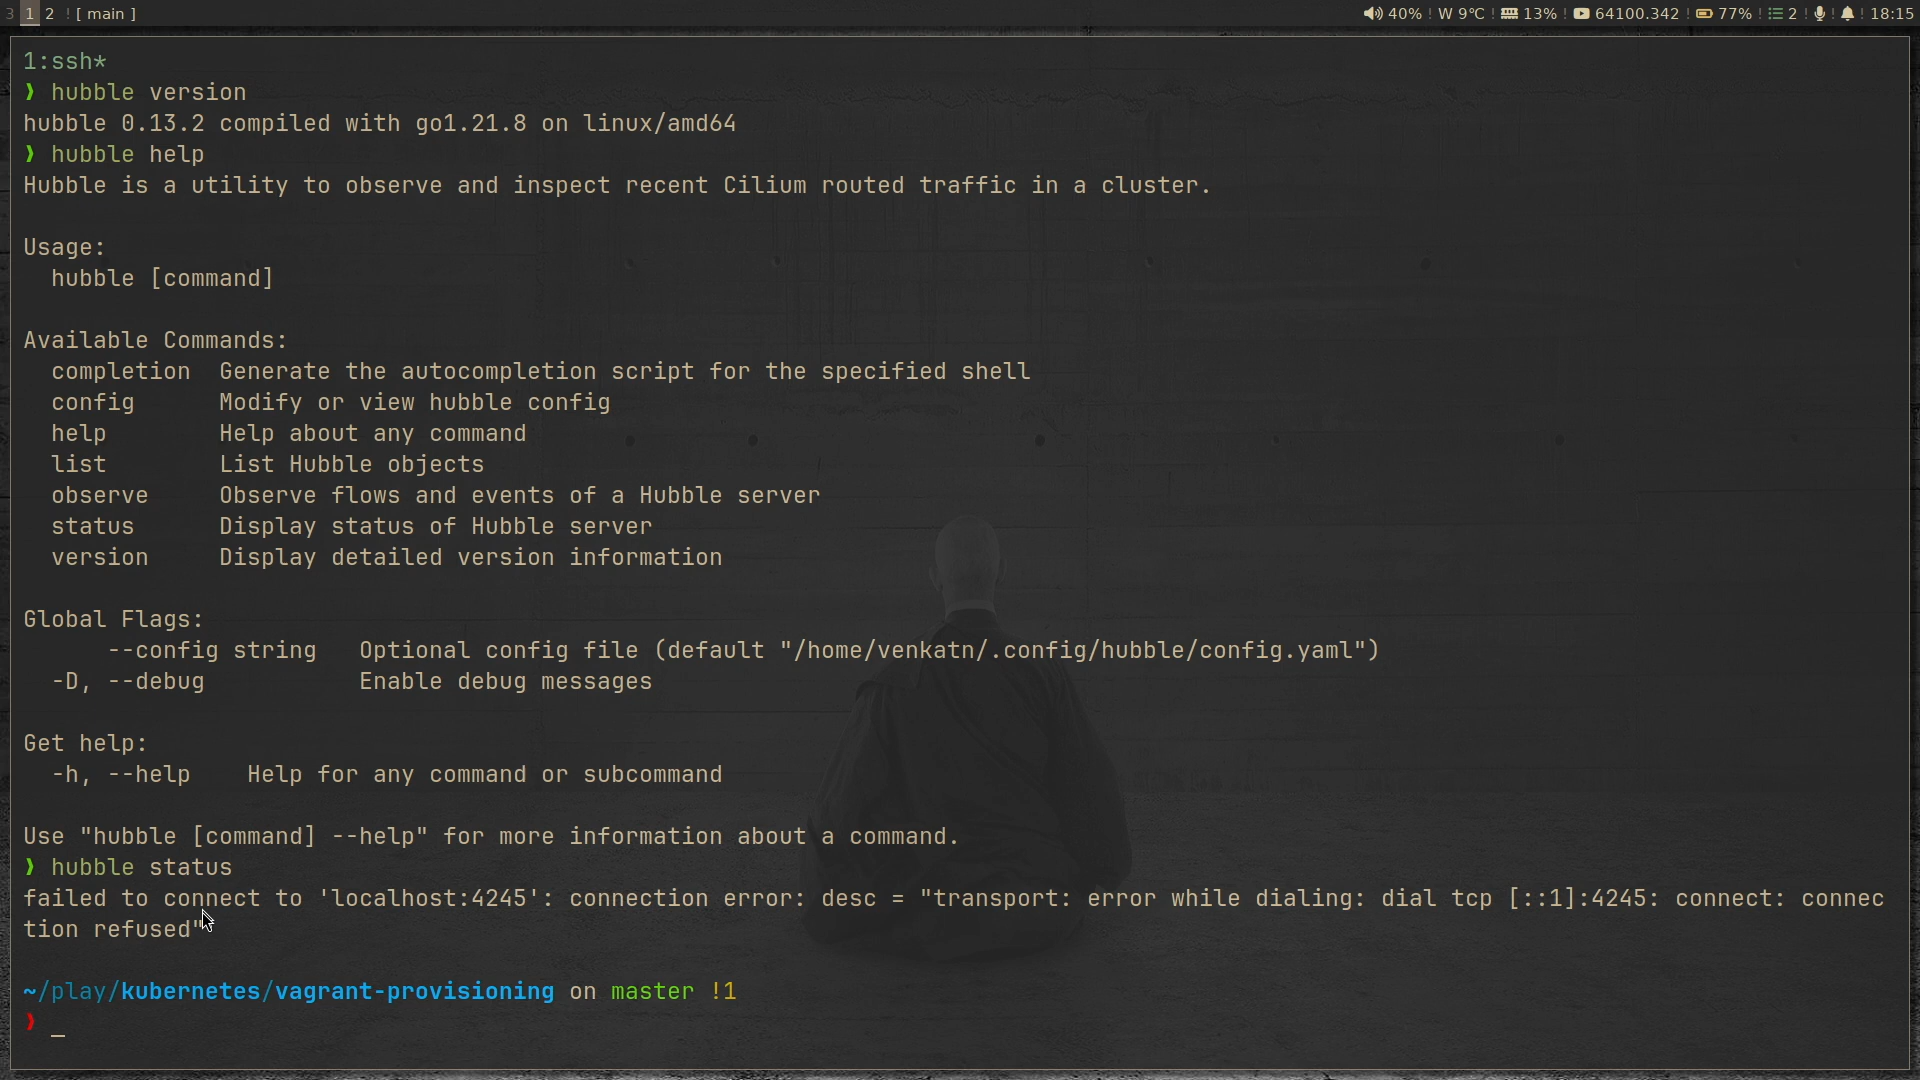 3 1 2 ! [ main ] 40% ! W 9°C ! 13% ! 64100.342 ! 77% ! 2 ! ! ! 18:15
1:ssh*
❯ hubble version
hubble 0.13.2 compiled with go1.21.8 on linux/amd64
❯ hubble help
Hubble is a utility to observe and inspect recent Cilium routed traffic in a cluster.
Usage:
  hubble [command]
Available Commands:
  completion  Generate the autocompletion script for the specified shell
  config      Modify or view hubble config
  help        Help about any command
  list        List Hubble objects
  observe     Observe flows and events of a Hubble server
  status      Display status of Hubble server
  version     Display detailed version information
Global Flags:
      --config string   Optional config file (default "/home/venkatn/.config/hubble/config.yaml")
  -D, --debug           Enable debug messages
Get help:
  -h, --help    Help for any command or subcommand
Use "hubble [command] --help" for more information about a command.
❯ hubble status
failed to connect to 'localhost:4245': connection error: desc = "transport: error while dialing: dial tcp [::1]:4245: connect: connec
tion refused"
~/play/kubernetes/vagrant-provisioning on master !1
❯ _